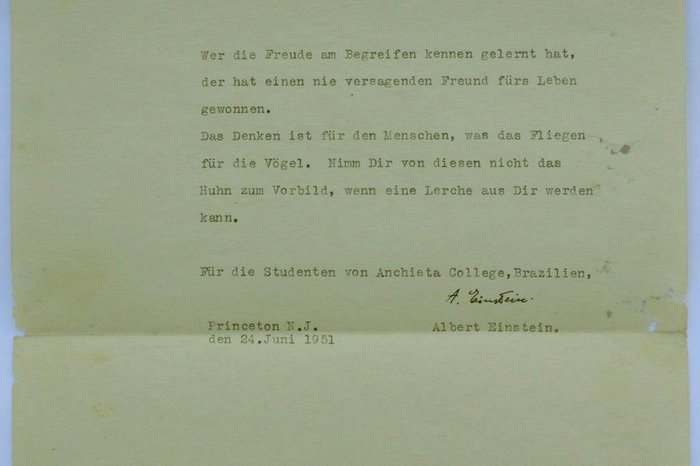 Wer die Freude am Begreifen kennen gelernt hat,
der hat einen nie versagenden Freund fürs Leben
gewonnen.
Das Denken ist für den Menschen, was das Fliegen
für die Vögel. Nimm Dir von diesen nicht das
Huhn zum Vorbild, wenn eine Lerche aus Dir werden
kann.
Für die Studenten von Anchieta College,Brazilien,
A. Einstein.
Princeton N.J. Albert Einstein.
den 24.Juni 1951